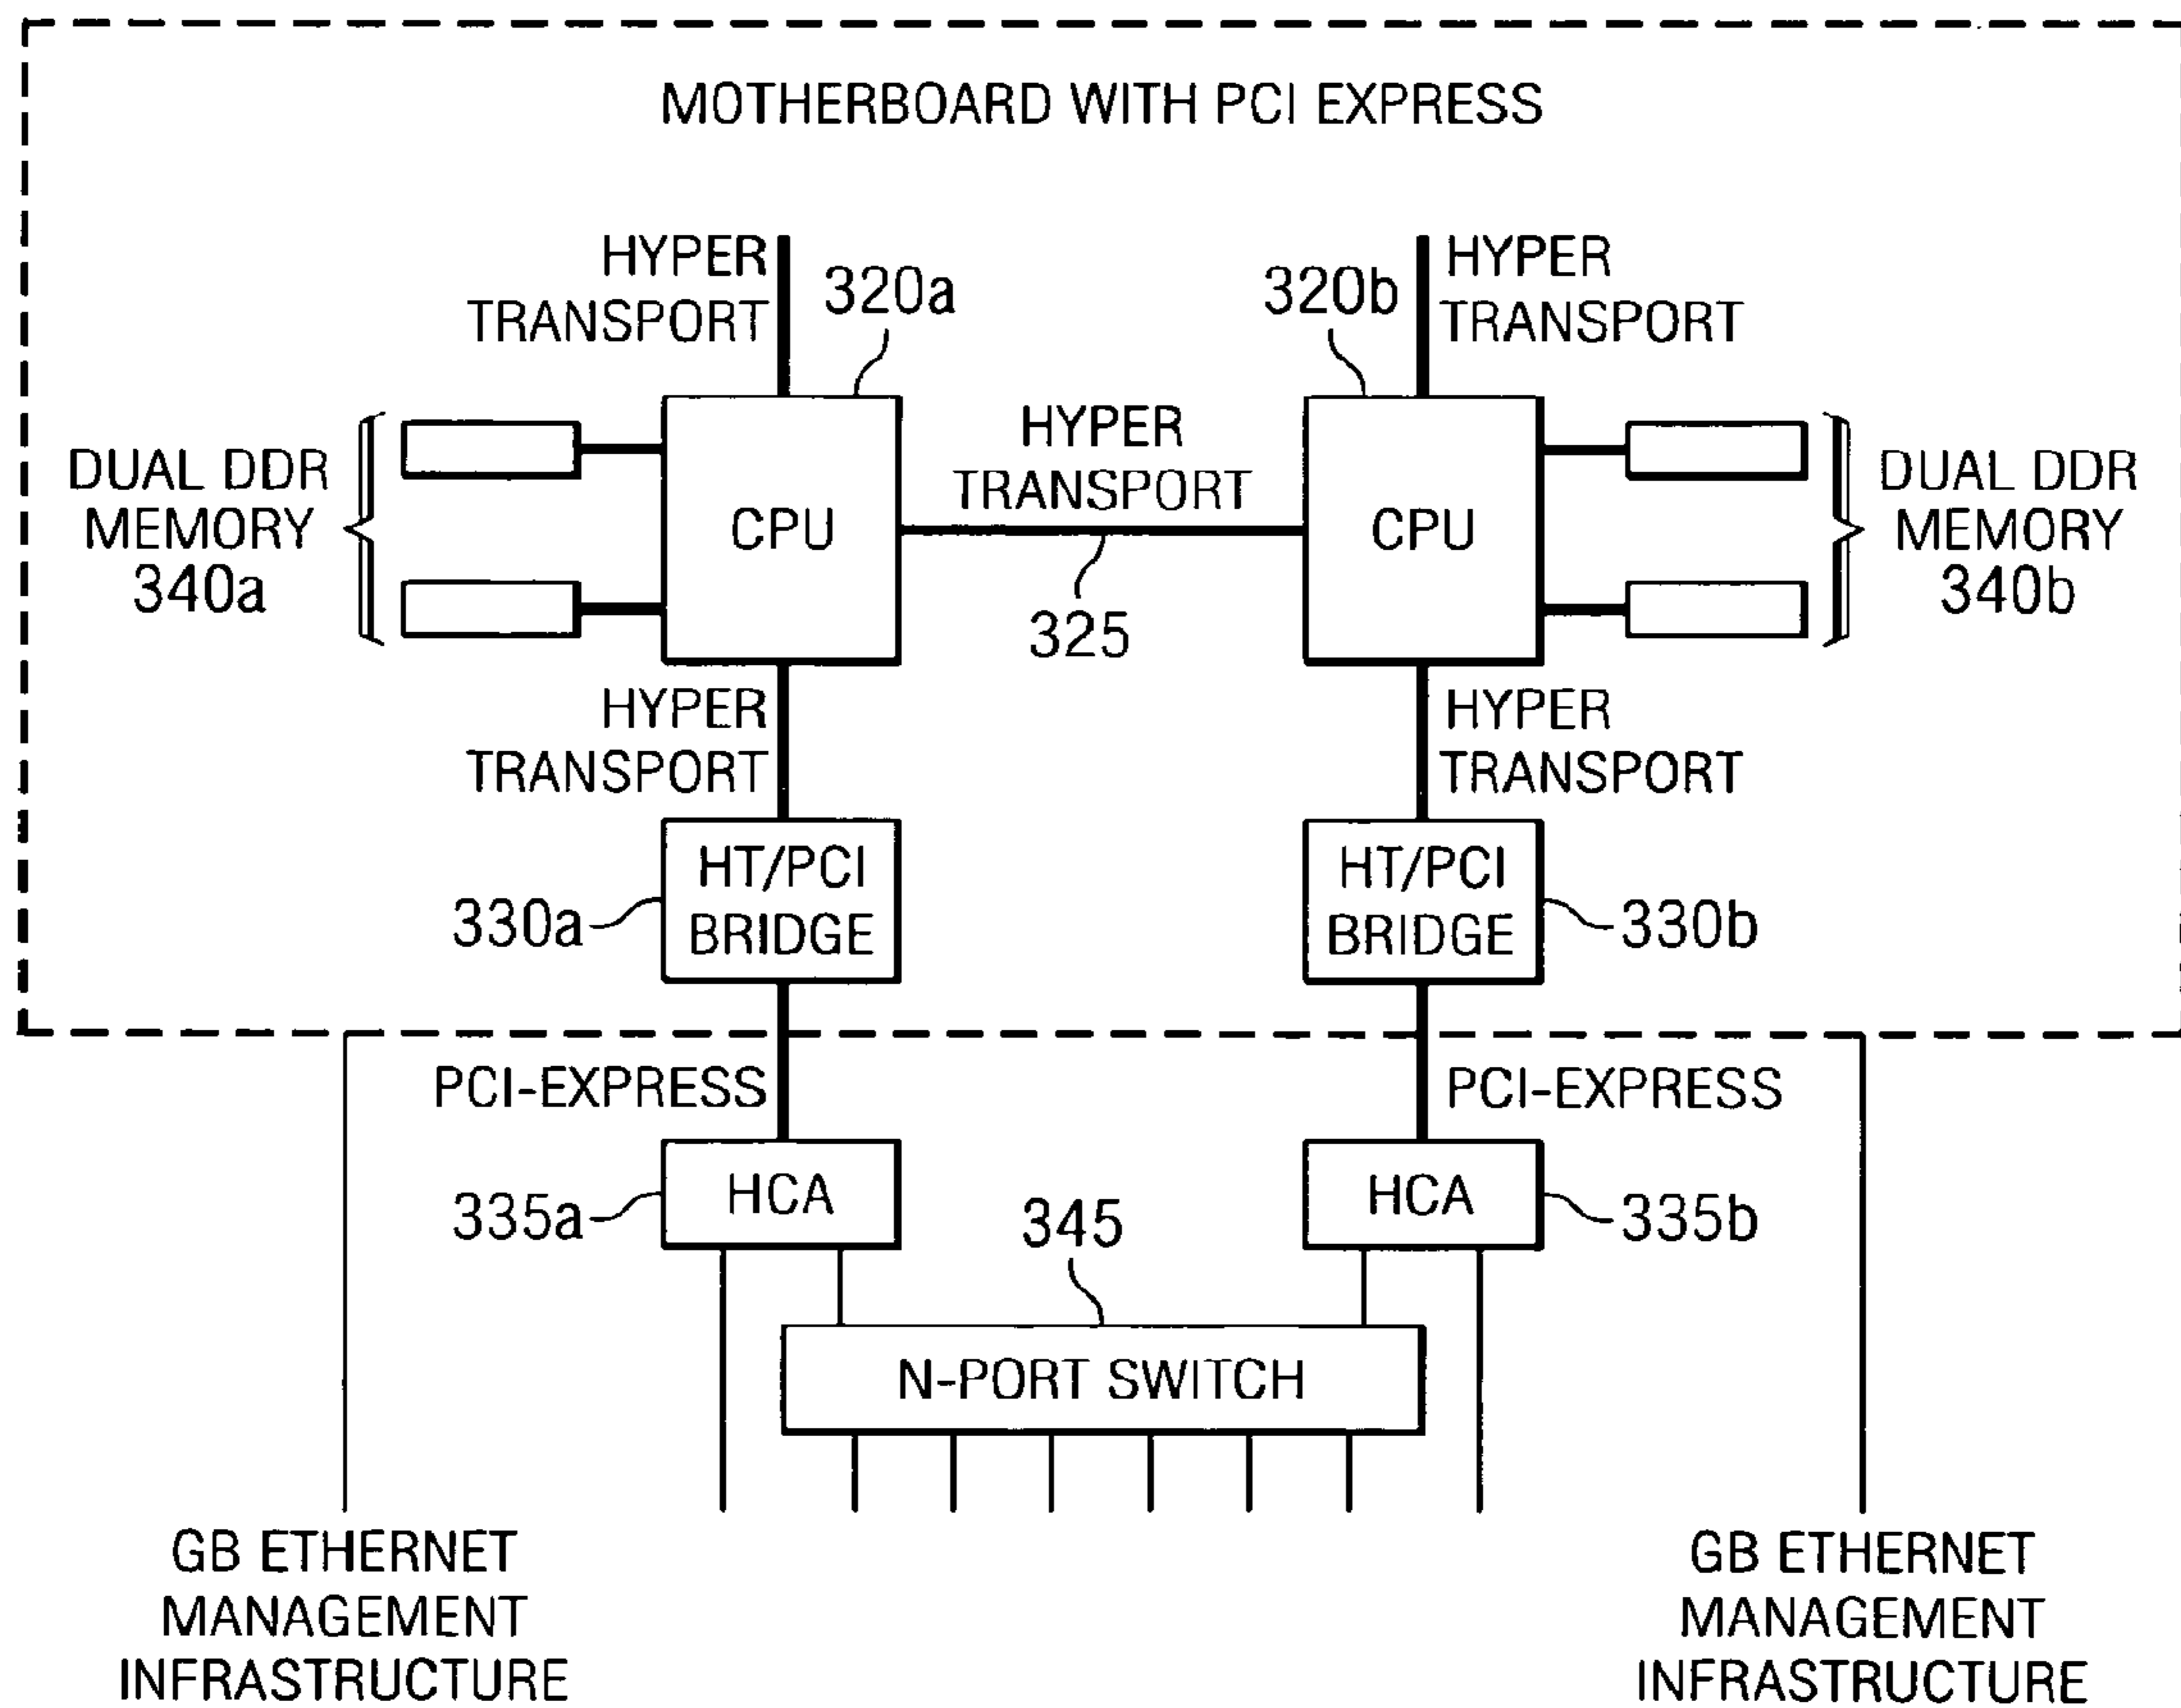 MOTHERBOARD WITH PCI EXPRESS
HYPER
TRANSPORT
320a
320b
HYPER
TRANSPORT
DUAL DDR
MEMORY
340a
CPU
HYPER
TRANSPORT
325
CPU
DUAL DDR
MEMORY
340b
HYPER
TRANSPORT
HYPER
TRANSPORT
330a
HT/PCI
BRIDGE
HT/PCI
BRIDGE
330b
PCI-EXPRESS
PCI-EXPRESS
335a
HCA
345
HCA
335b
N-PORT SWITCH
GB ETHERNET
MANAGEMENT
INFRASTRUCTURE
GB ETHERNET
MANAGEMENT
INFRASTRUCTURE